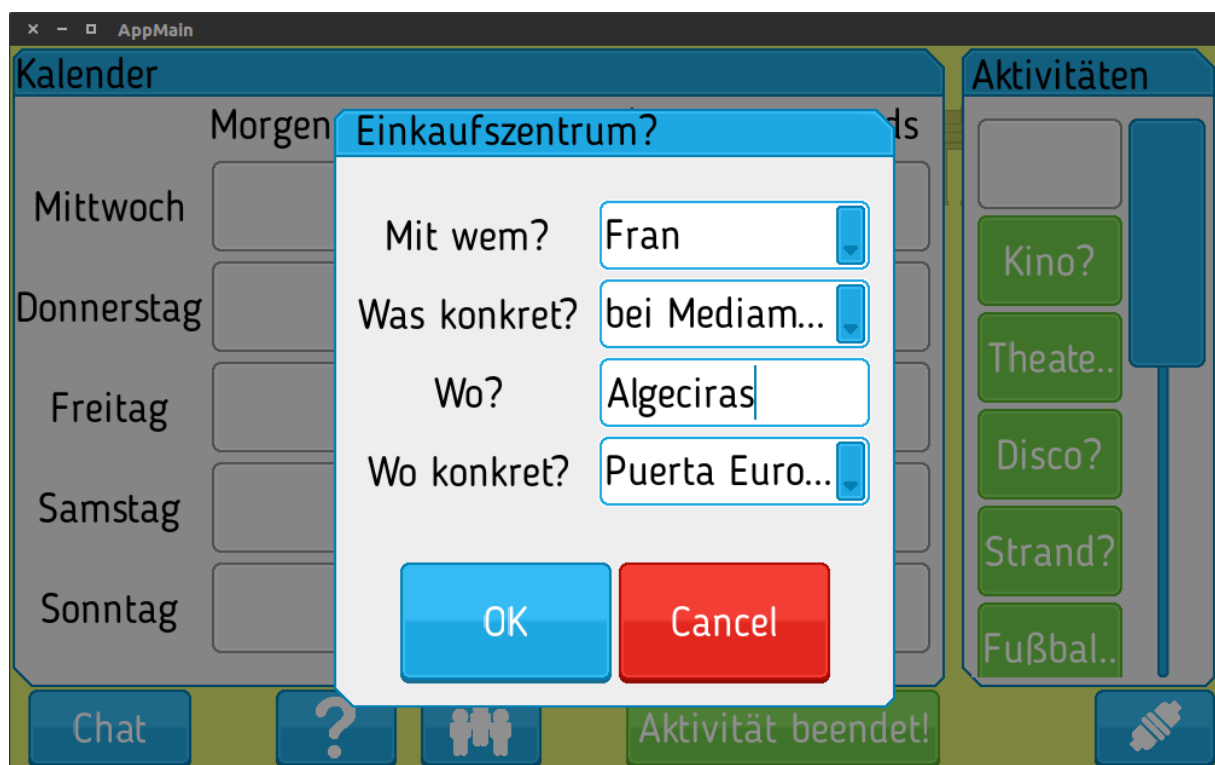 AppMain
Kalender
Aktivitäten
Morgen
ds
Einkaufszentrum?
Mittwoch
Donnerstag
Freitag
Samstag
Sonntag
Mit wem? Fran
Was konkret? bei Mediam...
Wo? Algeciras
Wo konkret? Puerta Euro...
OK Cancel
Kino?
Theate..
Disco?
Strand?
Fußbal..
Chat
?
Aktivität beendet!